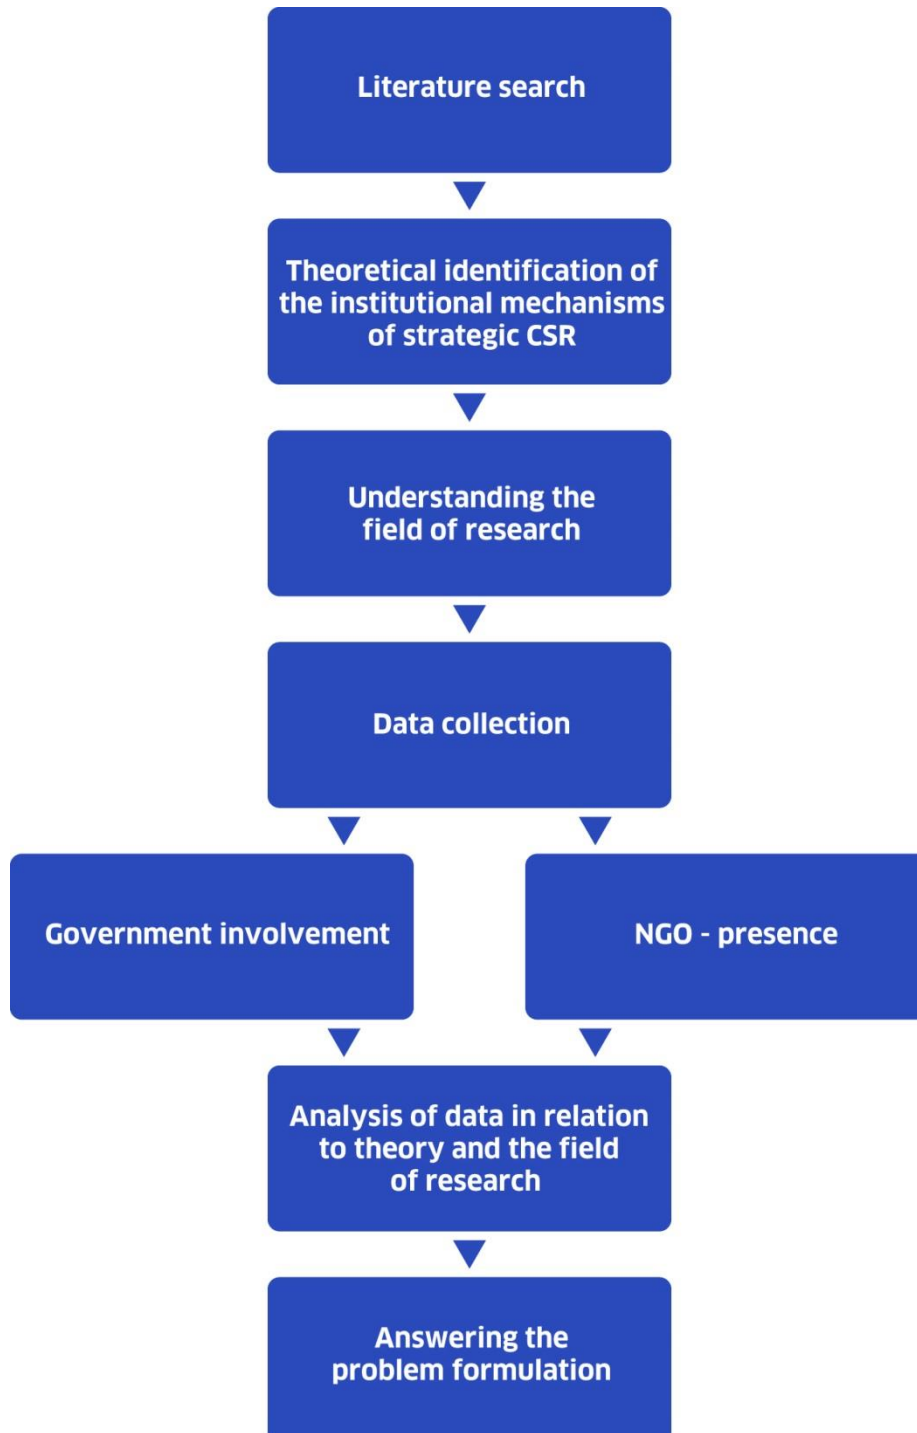 Literature search
Theoretical identification of
the institutional mechanisms
of strategic CSR
Understanding the
field of research
Data collection
Government involvement
NGO - presence
Analysis of data in relation
to theory and the field
of research
Answering the
problem formulation